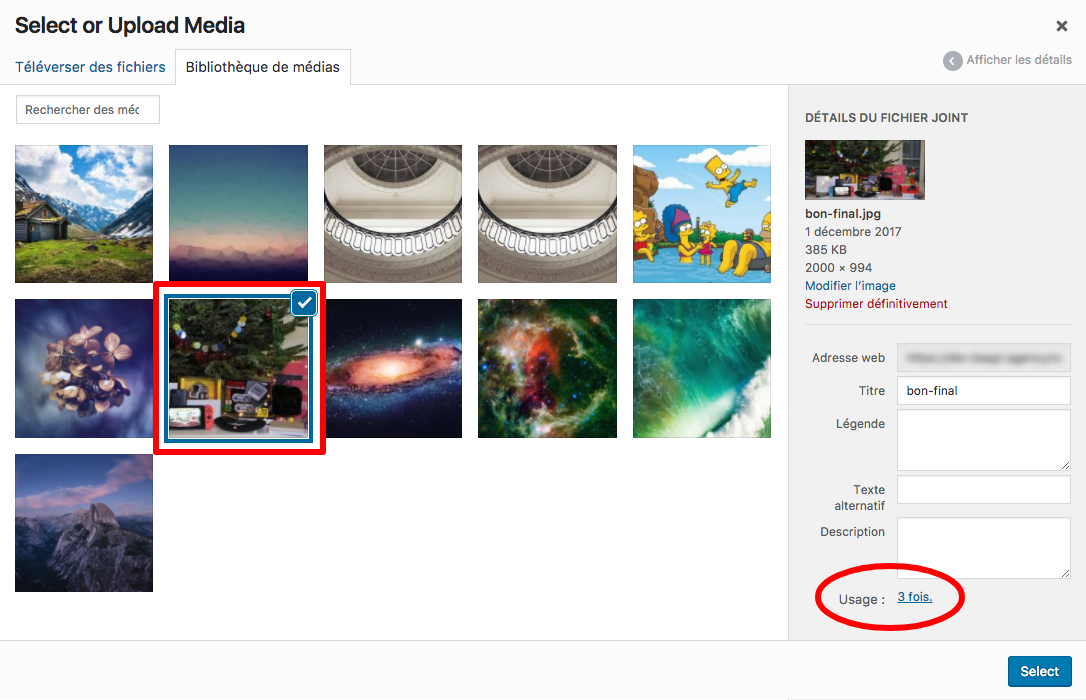 Select or Upload Media
Téléverser des fichiers
Bibliothèque de médias
Afficher les détails
Rechercher des méc
DÉTAILS DU FICHIER JOINT
bon-final.jpg
1 décembre 2017
385 KB
2000 × 994
Modifier l’image
Supprimer définitivement
Adresse web
Titre
bon-final
Légende
Texte
alternatif
Description
Usage :
3 fois.
Select